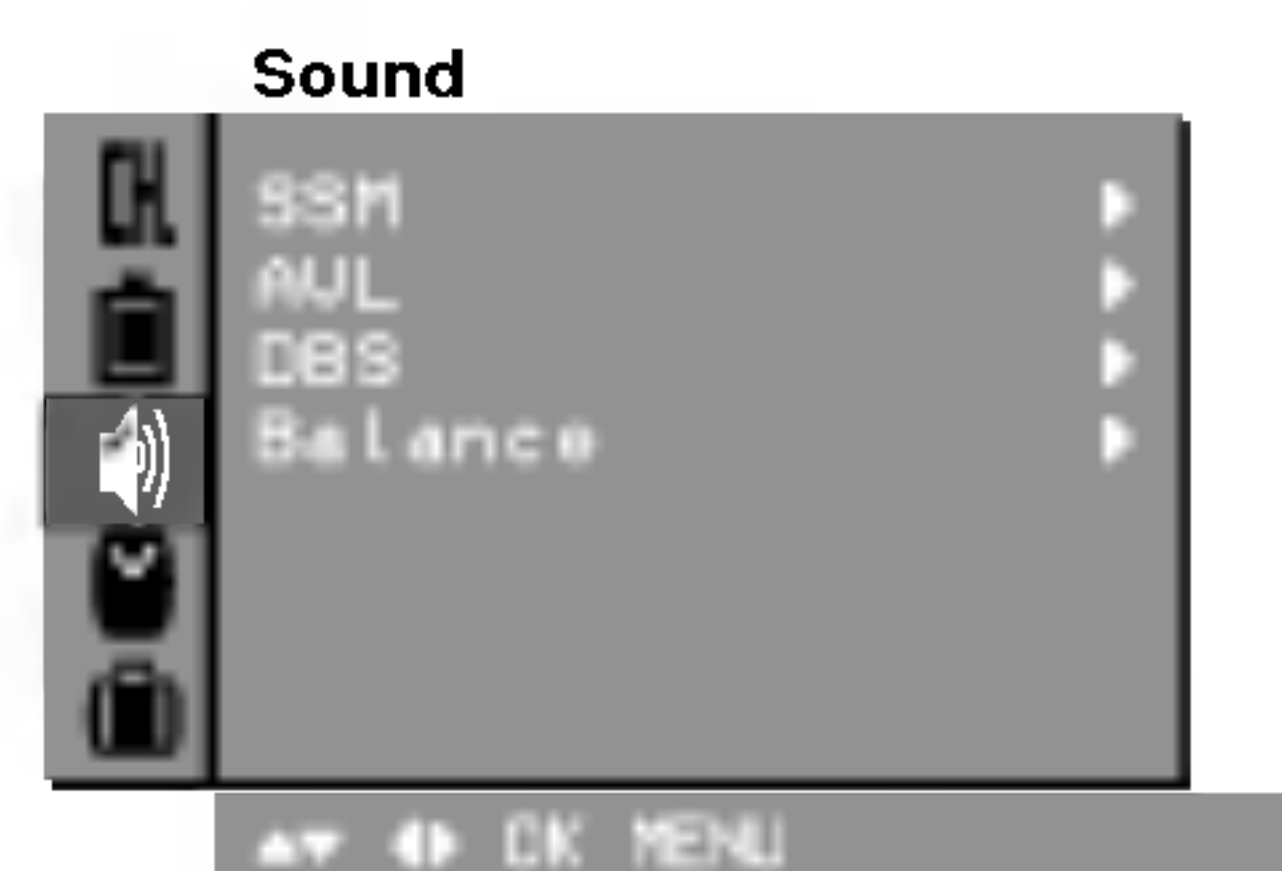 Sound
SSM ▶
AVL ▶
DBS ▶
Balance ▶
▲▼ ◀▶ OK MENU